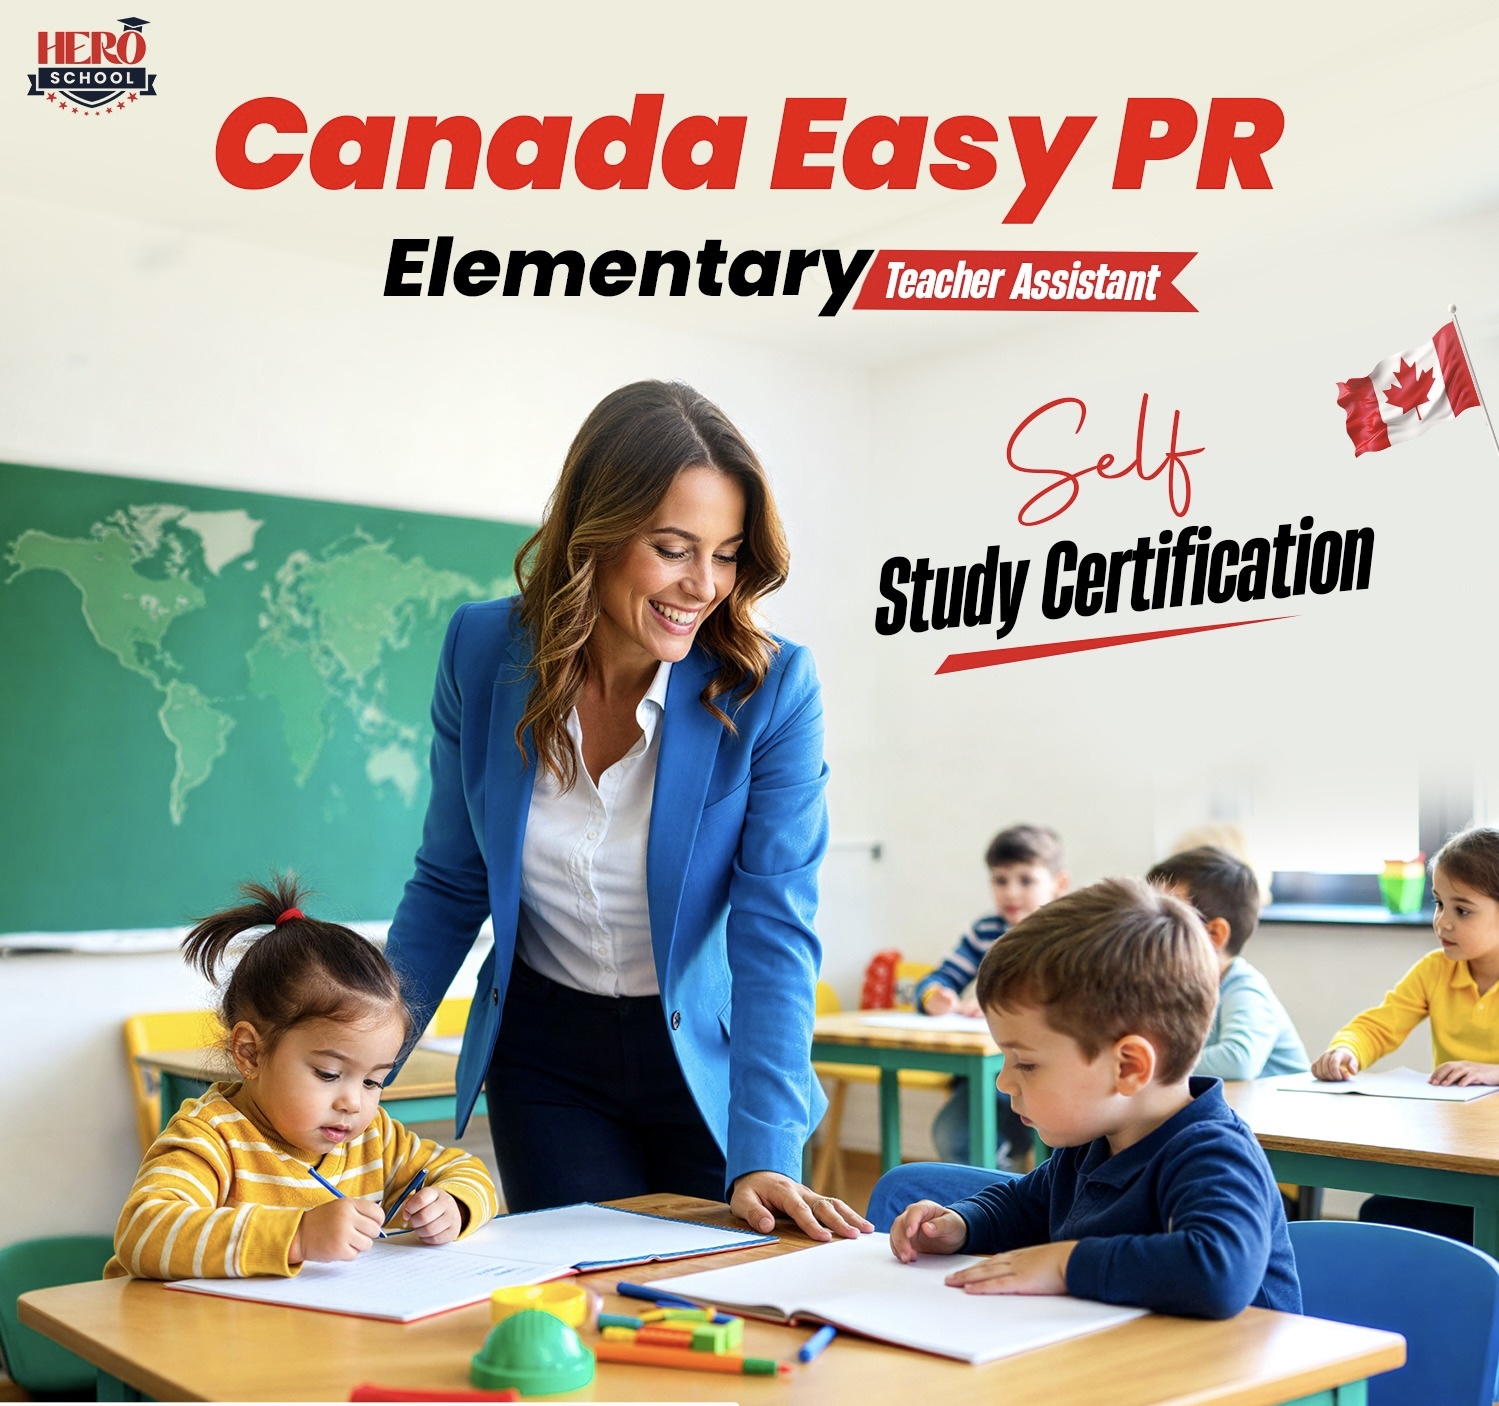 HERO
SCHOOL
Canada Easy PR
Elementary Teacher Assistant
Self
Study Certification